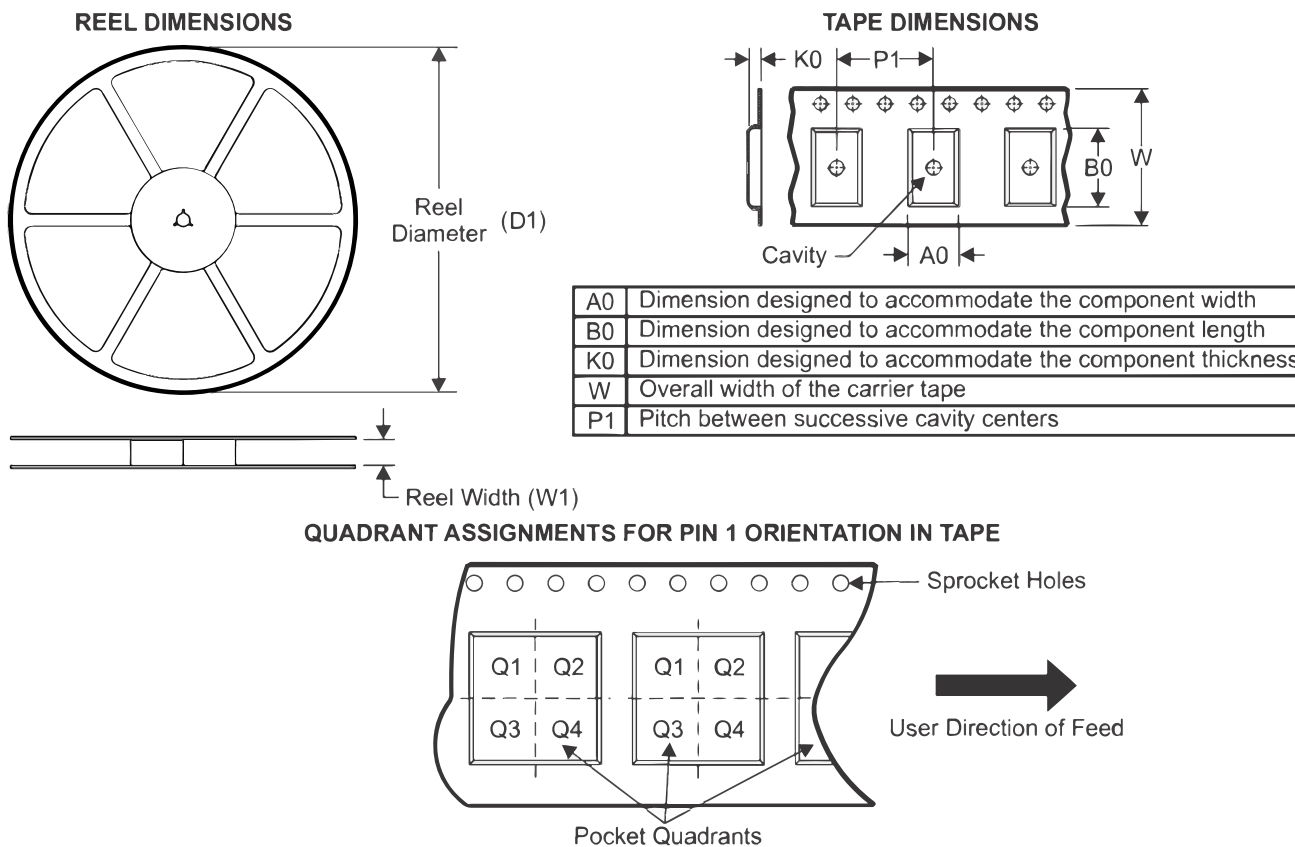 REEL DIMENSIONS
Reel
Diameter
(D1)
Reel Width (W1)
TAPE DIMENSIONS
K0
P1
B0
W
Cavity
A0
A0 Dimension designed to accommodate the component width
B0 Dimension designed to accommodate the component length
K0 Dimension designed to accommodate the component thickness
W Overall width of the carrier tape
P1 Pitch between successive cavity centers
QUADRANT ASSIGNMENTS FOR PIN 1 ORIENTATION IN TAPE
Sprocket Holes
Q1 Q2 Q1 Q2
Q3 Q4 Q3 Q4
User Direction of Feed
Pocket Quadrants